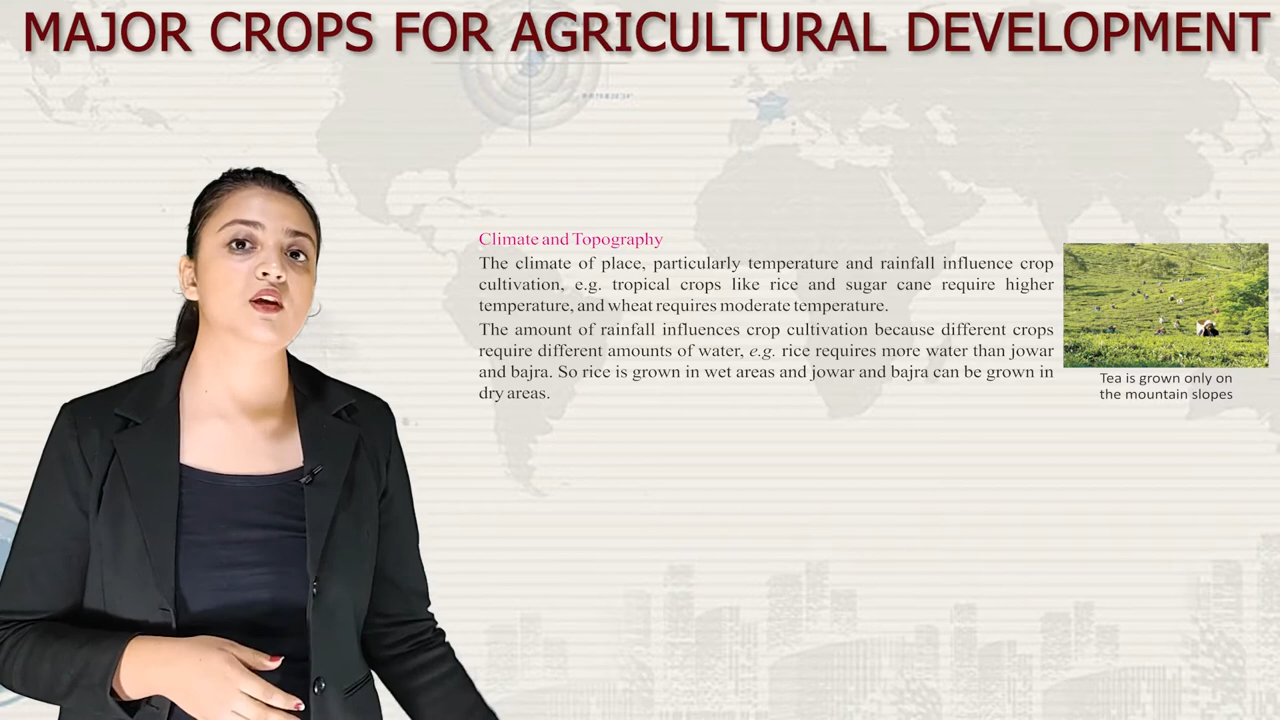 MAJOR CROPS FOR AGRICULTURAL DEVELOPMENT
Climate and Topography
The climate of place, particularly temperature and rainfall influence crop
cultivation, e.g. tropical crops like rice and sugar cane require higher
temperature, and wheat requires moderate temperature.
The amount of rainfall influences crop cultivation because different crops
require different amounts of water, e.g. rice requires more water than jowar
and bajra. So rice is grown in wet areas and jowar and bajra can be grown in
dry areas.
Tea is grown only on
the mountain slopes